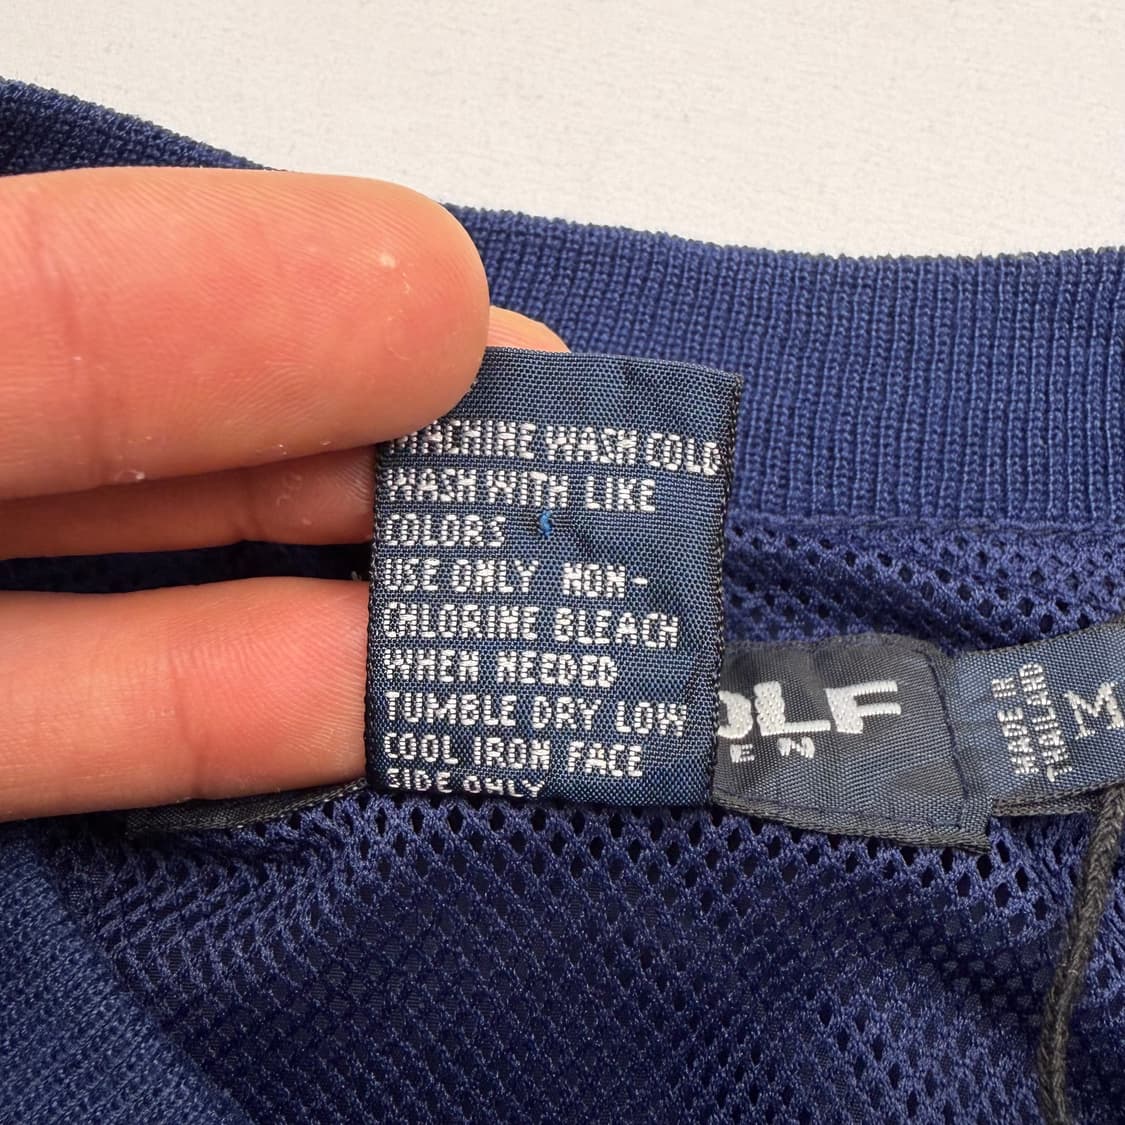 MACHINE WASH COLD
WASH WITH LIKE
COLORS
USE ONLY NON-
CHLORINE BLEACH
WHEN NEEDED
TUMBLE DRY LOW
COOL IRON FACE
SIDE ONLY
OLF
EN
MADE IN
THAILAND
M